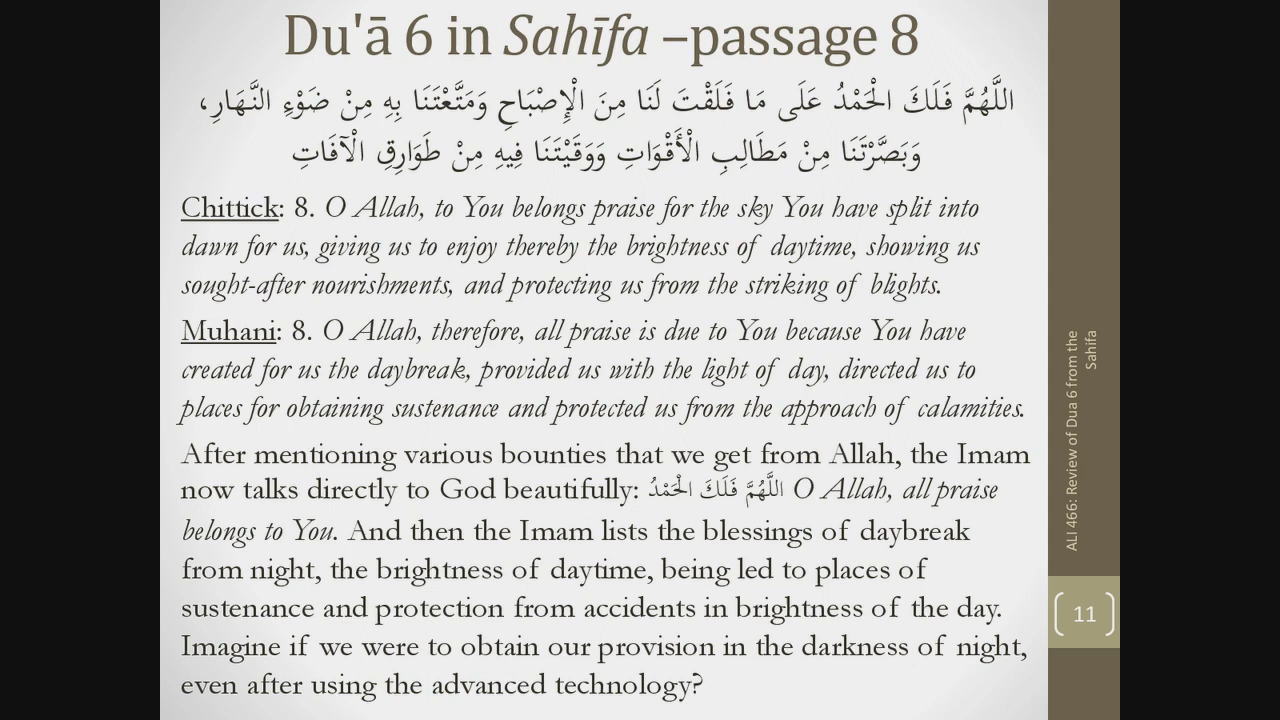 Du'ā 6 in Sahīfa –passage 8
اللَّهُمَّ فَلَكَ الْحَمْدُ عَلَى مَا فَلَقْتَ لَنَا مِنَ الْإِصْبَاحِ وَمَتَّعْتَنَا بِهِ مِنْ ضَوْءِ النَّهَارِ،
وَبَصَّرْتَنَا مِنْ مَطَالِبِ الْأَقْوَاتِ وَوَقَيْتَنَا فِيهِ مِنْ طَوَارِقِ الْآفَاتِ
Chittick: 8. O Allah, to You belongs praise for the sky You have split into
dawn for us, giving us to enjoy thereby the brightness of daytime, showing us
sought-after nourishments, and protecting us from the striking of blights.
Muhani: 8. O Allah, therefore, all praise is due to You because You have
created for us the daybreak, provided us with the light of day, directed us to
places for obtaining sustenance and protected us from the approach of calamities.
After mentioning various bounties that we get from Allah, the Imam
now talks directly to God beautifully: اللَّهُمَّ فَلَكَ الْحَمْدُ O Allah, all praise
belongs to You. And then the Imam lists the blessings of daybreak
from night, the brightness of daytime, being led to places of
sustenance and protection from accidents in brightness of the day.
Imagine if we were to obtain our provision in the darkness of night,
even after using the advanced technology?
ALI 466: Review of Dua 6 from the
Sahifa
11